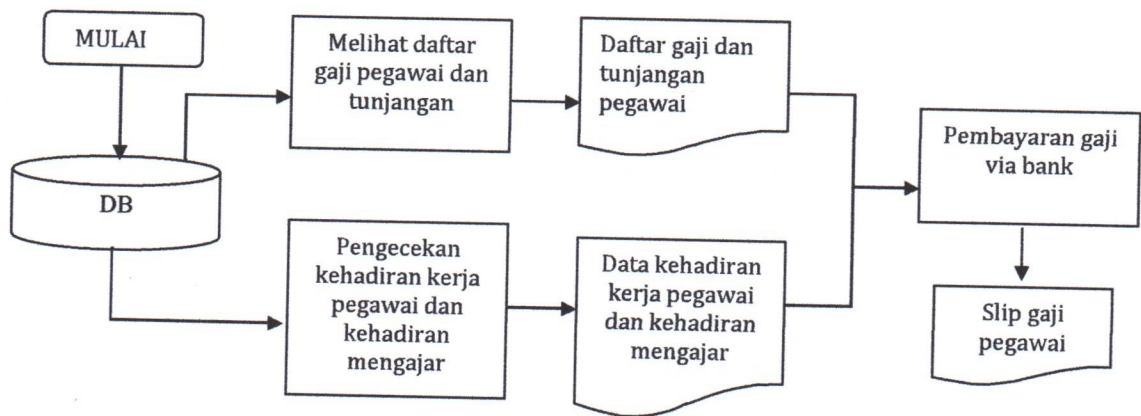 MULAI
Melihat daftar
gaji pegawai dan
tunjangan
Daftar gaji dan
tunjangan
pegawai
Pembayaran gaji
via bank
DB
Pengecekan
kehadiran kerja
pegawai dan
kehadiran
mengajar
Data kehadiran
kerja pegawai
dan kehadiran
mengajar
Slip gaji
pegawai